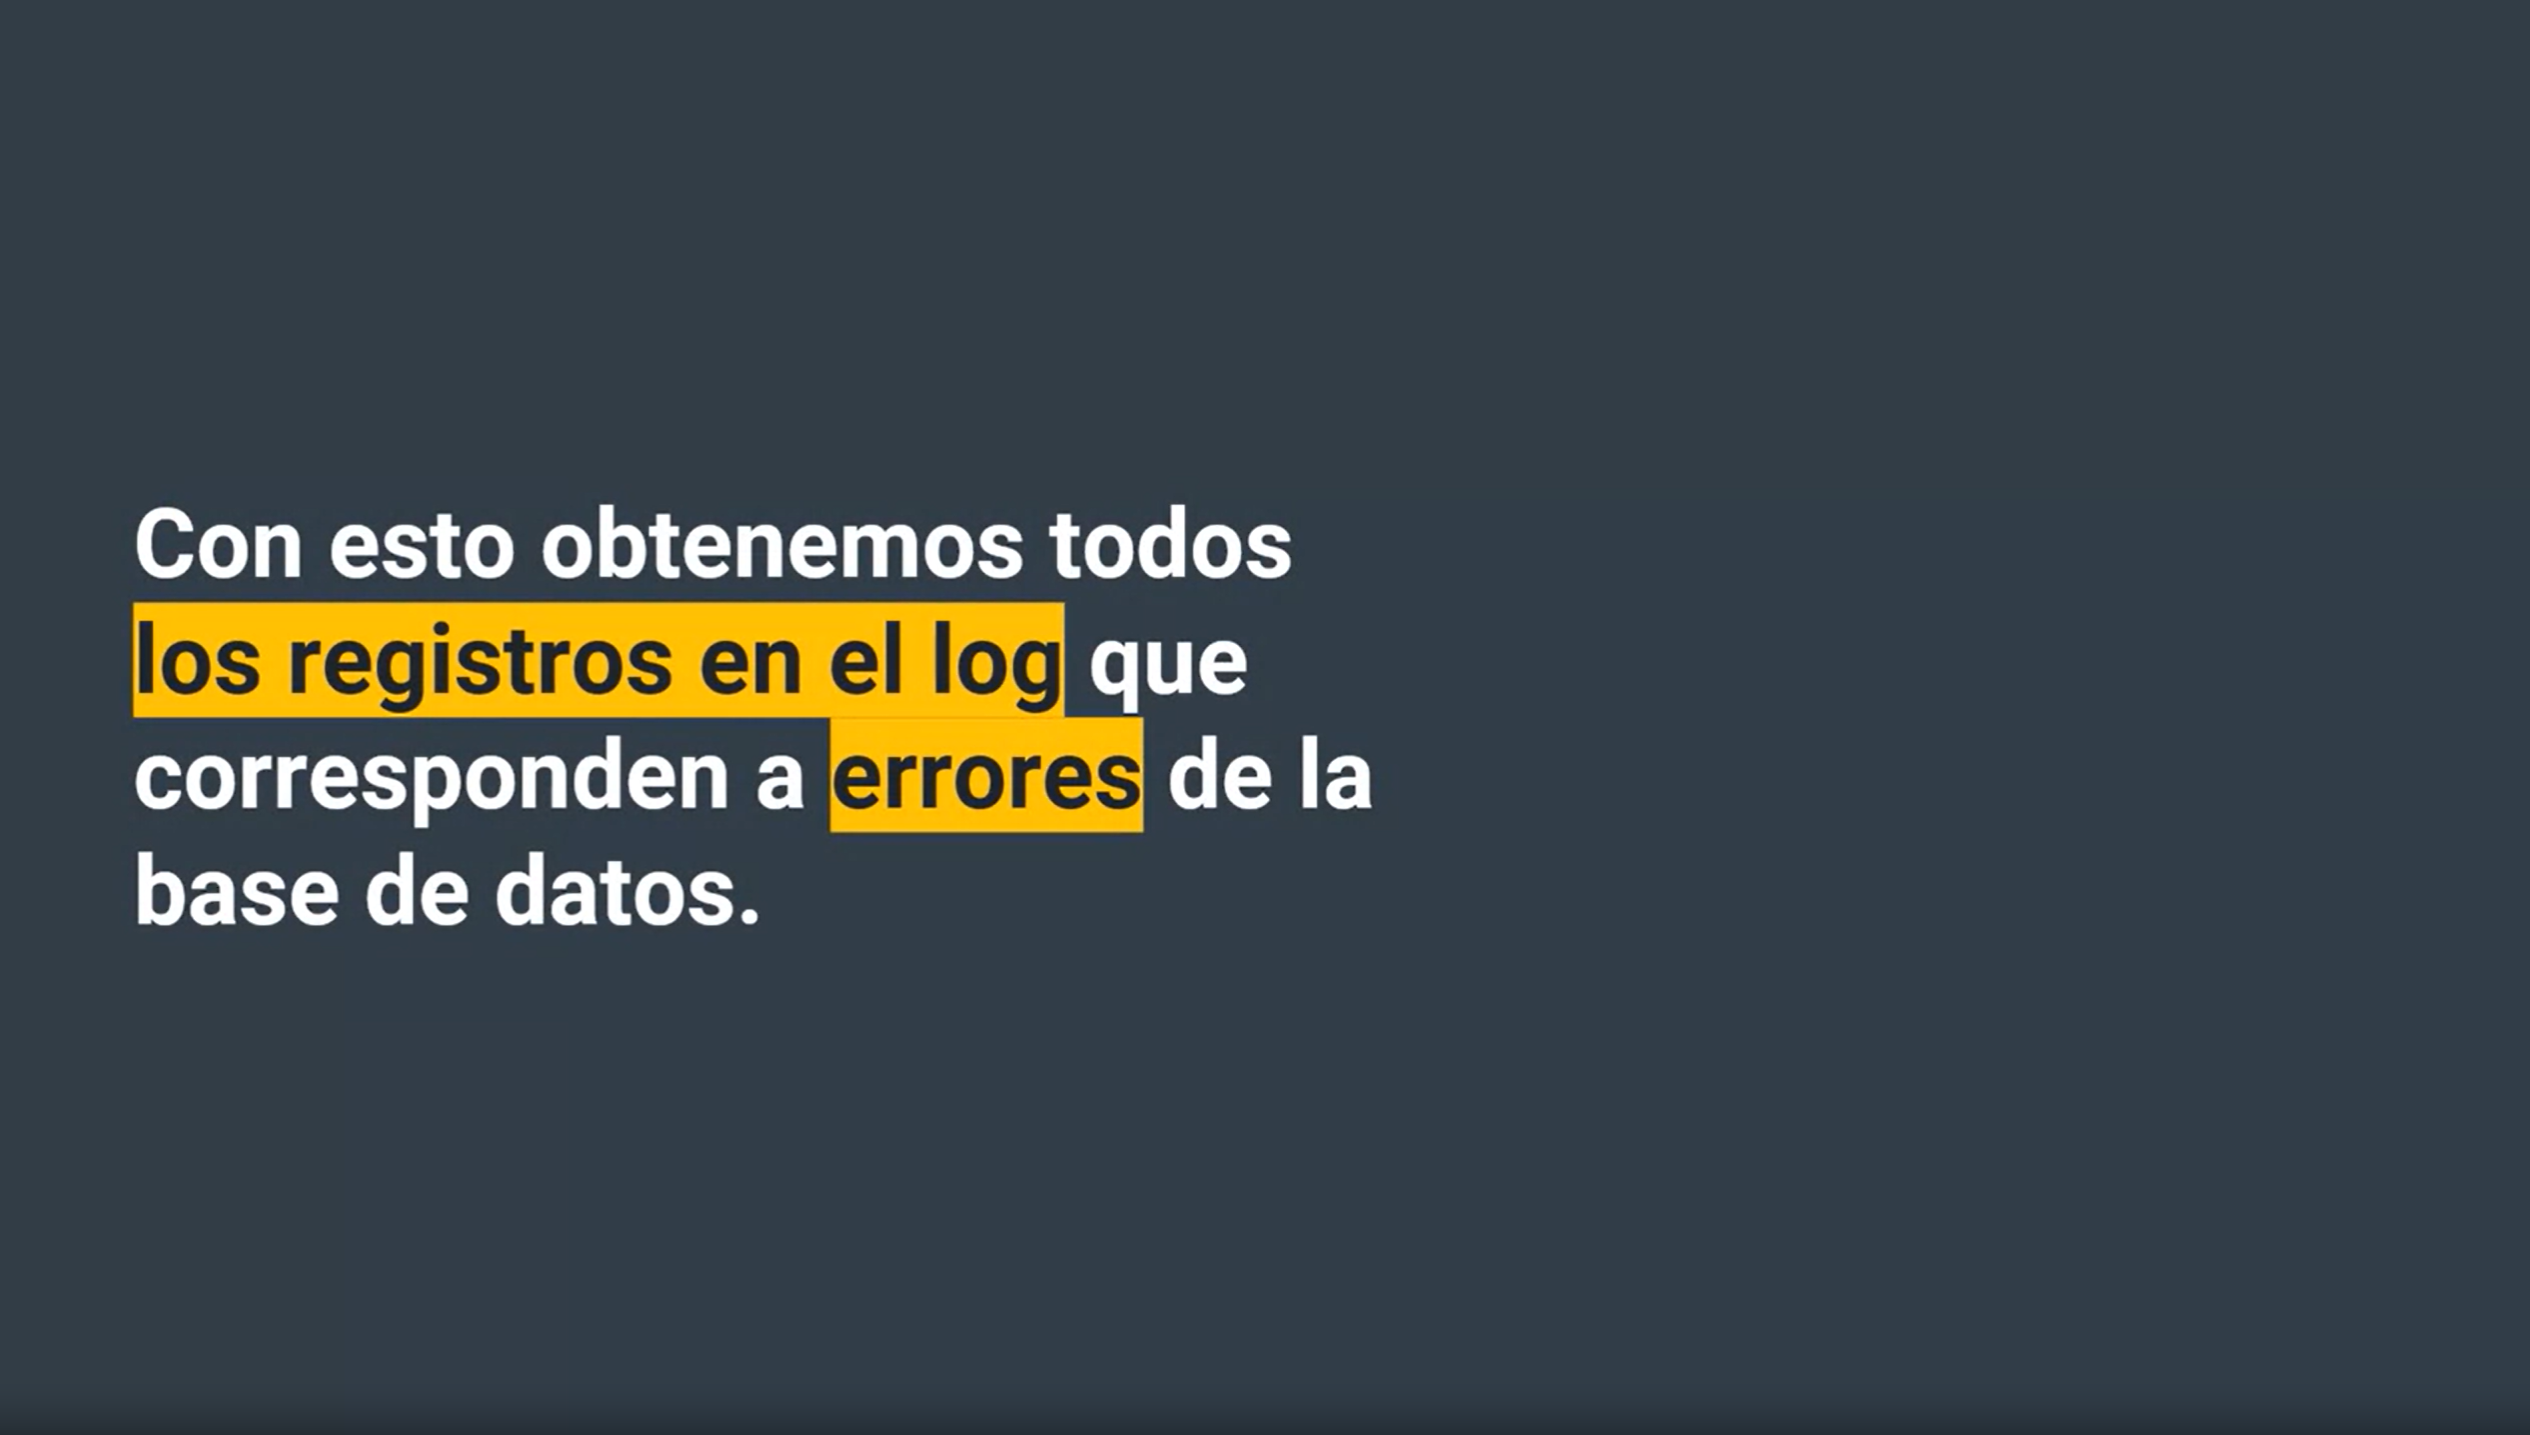 Con esto obtenemos todos
los registros en el log que
corresponden a errores de la
base de datos.